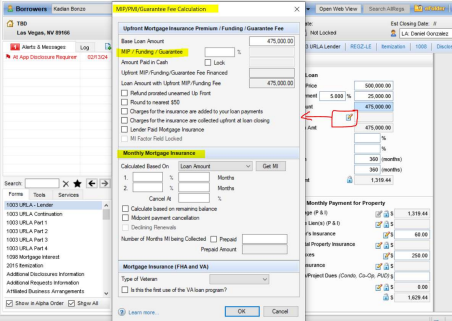 Borrowers Kadian Bonzo
TBD
Las Vegas, NV 89166
Alerts & Messages Log
At-App Disclosure Requiremer 02/13/24
Search:
Forms Tools Services
1003 URLA - Lender
1003 URLA Continuation
1003 URLA Part 1
1003 URLA Part 2
1003 URLA Part 3
1003 URLA Part 4
1098 Mortgage Interest
2015 Itemization
Additional Disclosures Information
Additional Requests Information
Affiliated Business Arrangements
Show in Alpha Order Show All
MIP/PMI/Guarantee Fee Calculation
Upfront Mortgage Insurance Premium / Funding / Guarantee Fee
Base Loan Amount 475,000.00
MIP / Funding / Guarantee %
Amount Paid in Cash Lock
Upfront MIP/Funding/Guarantee Fee Financed
Loan Amount with Upfront MIP/Funding Fee 475,000.00
Refund prorated unearned Up Front
Round to nearest $50
Charges for the insurance are added to your loan payments
Charges for the insurance are collected upfront at loan closing
Lender Paid Mortgage Insurance
MI Factor Field Locked
Monthly Mortgage Insurance
Calculated Based On Loan Amount Get MI
1. % Months
2. % Months
Cancel At %
Calculate based on remaining balance
Midpoint payment cancellation
Declining Renewals
Number of Months MI being Collected Prepaid
Prepaid Amount
Mortgage Insurance (FHA and VA)
Type of Veteran
Is this the first use of the VA loan program?
Learn more... OK Cancel
Open Web View Search AllRegs
Est Closing Date: //
Not Locked LA: Daniel Gonzalez
URLA Lender REGZ-LE Itemization 1000
Loan
Price 500,000.00
5.000 % 25,000.00
475,000.00
Amt 475,000.00
%
%
360 (months)
360 (months)
1,319.44
Monthly Payment for Property
(P & I) $ 1,319.44
Lien(s) (P & I) $
Insurance $ 60.00
Property Insurance $
$ 250.00
$
Project Dues (Condo, Co-Op, PUD) $
$ 0.00
$ 1,629.44